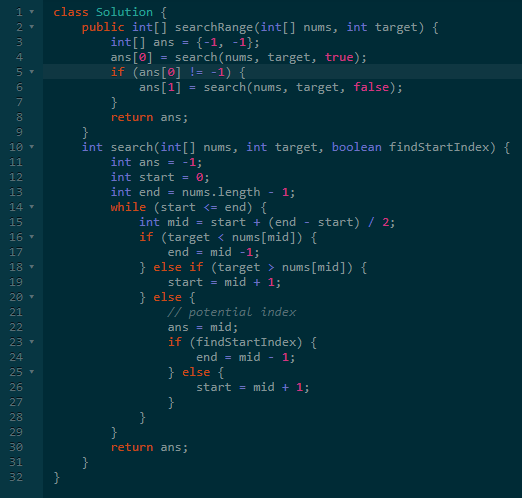 1 class Solution {
2     public int[] searchRange(int[] nums, int target) {
3         int[] ans = {-1, -1};
4         ans[0] = search(nums, target, true);
5         if (ans[0] != -1) {
6             ans[1] = search(nums, target, false);
7         }
8         return ans;
9     }
10     int search(int[] nums, int target, boolean findStartIndex) {
11         int ans = -1;
12         int start = 0;
13         int end = nums.length - 1;
14         while (start <= end) {
15             int mid = start + (end - start) / 2;
16             if (target < nums[mid]) {
17                 end = mid -1;
18             } else if (target > nums[mid]) {
19                 start = mid + 1;
20             } else {
21                 // potential index
22                 ans = mid;
23                 if (findStartIndex) {
24                     end = mid - 1;
25                 } else {
26                     start = mid + 1;
27                 }
28             }
29         }
30         return ans;
31     }
32 }